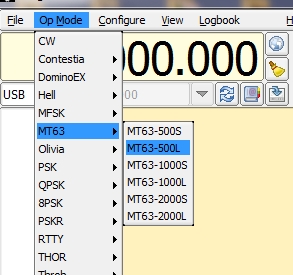 File Op Mode Configure View Logbook H
CW
000.000
Contestia
DominoEX
Hell
USB
MFSK
MT63 MT63-500S
Olivia MT63-500L
PSK MT63-1000S
QPSK MT63-1000L
8PSK MT63-2000S
PSKR MT63-2000L
RTTY
THOR
Throb